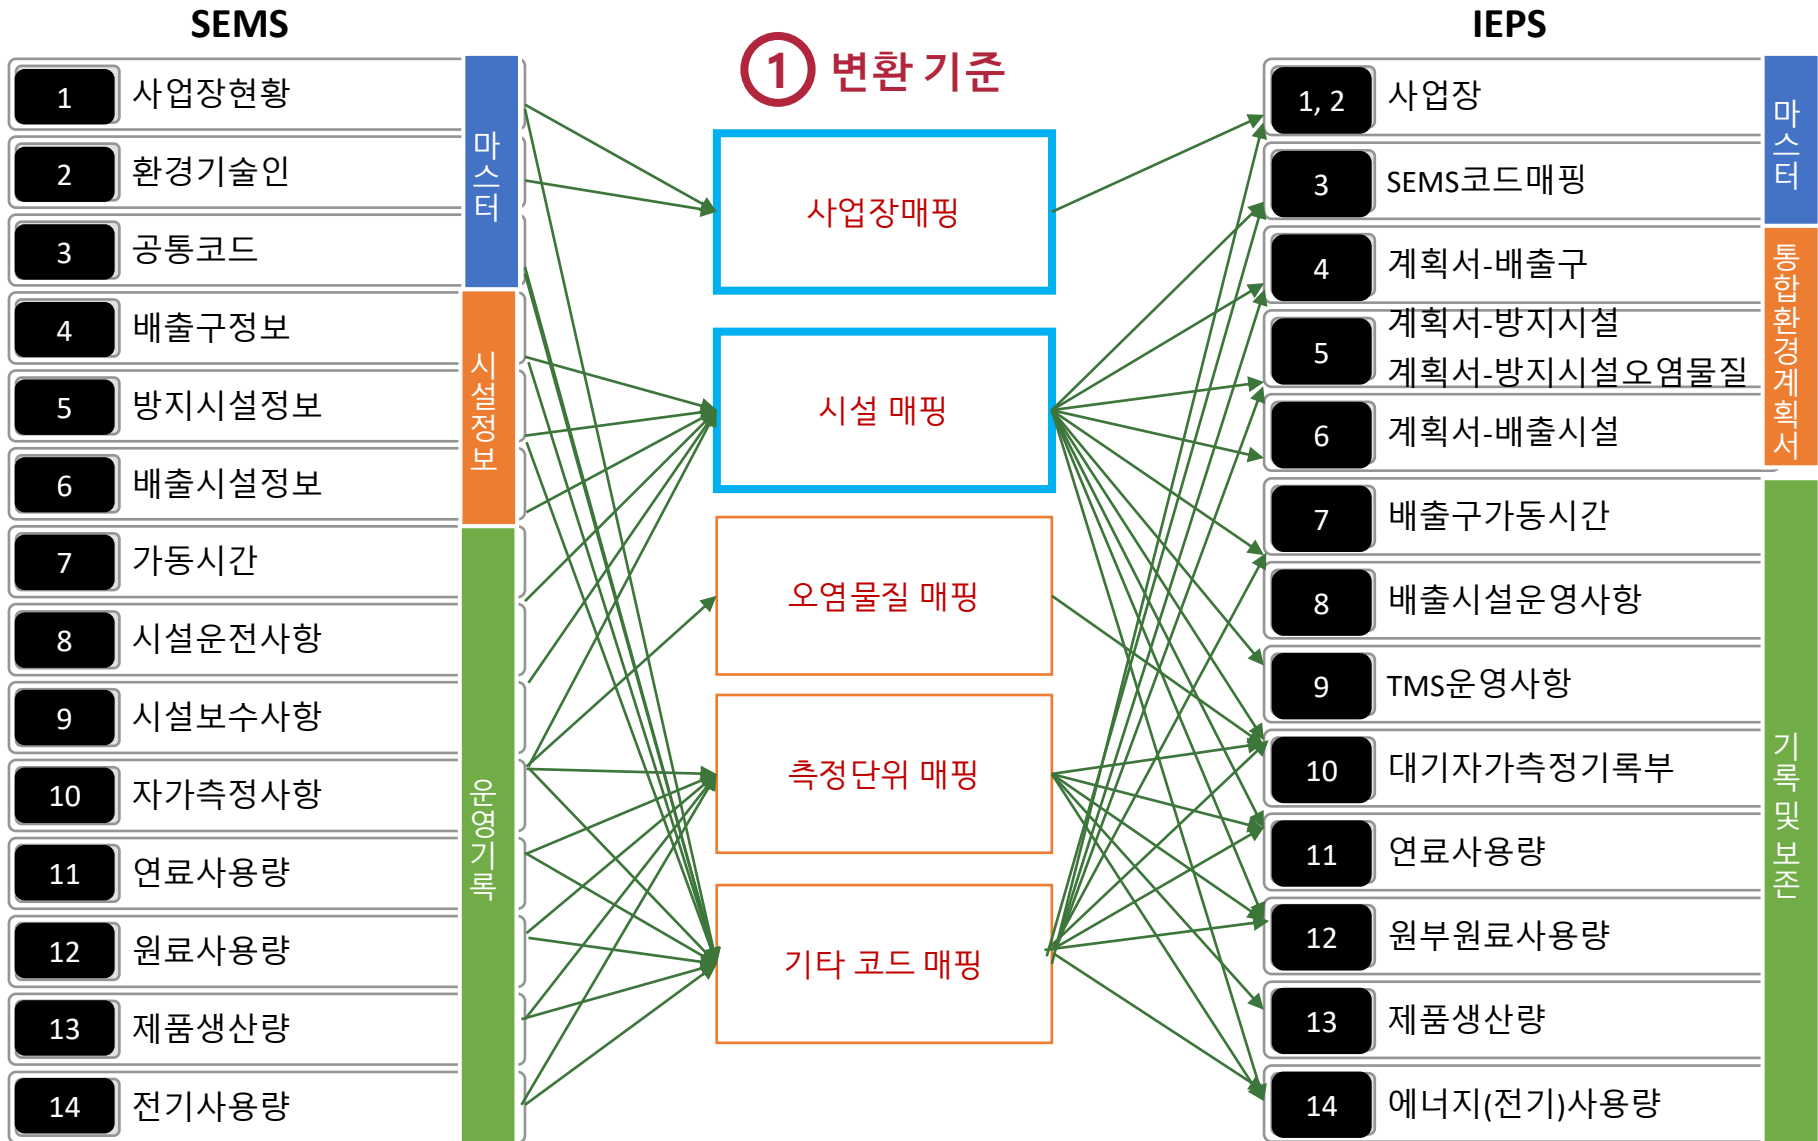 SEMS
1 사업장현황
2 환경기술인
3 공통코드
4 배출구정보
5 방지시설정보
6 배출시설정보
7 가동시간
8 시설운전사항
9 시설보수사항
10 자가측정사항
11 연료사용량
12 원료사용량
13 제품생산량
14 전기사용량
마스터
시설정보
운영기록
① 변환 기준
사업장매핑
시설 매핑
오염물질 매핑
측정단위 매핑
기타 코드 매핑
IEPS
1, 2 사업장
3 SEMS코드매핑
4 계획서-배출구
5 계획서-방지시설
계획서-방지시설오염물질
6 계획서-배출시설
7 배출구가동시간
8 배출시설운영사항
9 TMS운영사항
10 대기자가측정기록부
11 연료사용량
12 원부원료사용량
13 제품생산량
14 에너지(전기)사용량
마스터
통합환경계획서
기록 및 보존